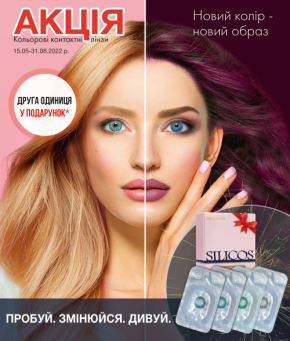 АКЦІЯ
Кольорові контактні лінзи
15.05-31.08.2022 р.
Новий колір -
новий образ
ДРУГА ОДИНИЦЯ
У ПОДАРУНОК*
SILICOS
ПРОБУЙ. ЗМІНЮЙСЯ. ДИВУЙ.